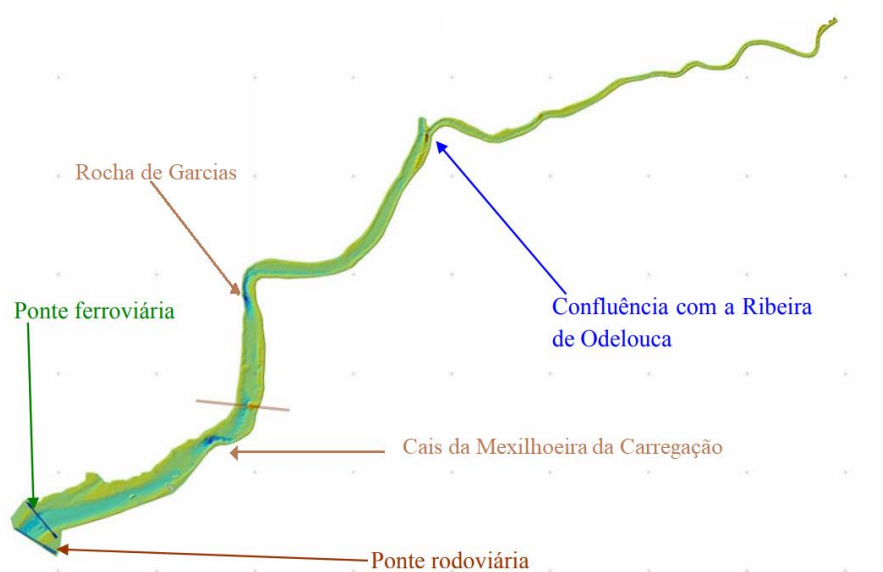 Rocha de Garcias
Ponte ferroviária
Confluência com a Ribeira
de Odelouca
Cais da Mexilhoeira da Carregação
Ponte rodoviária